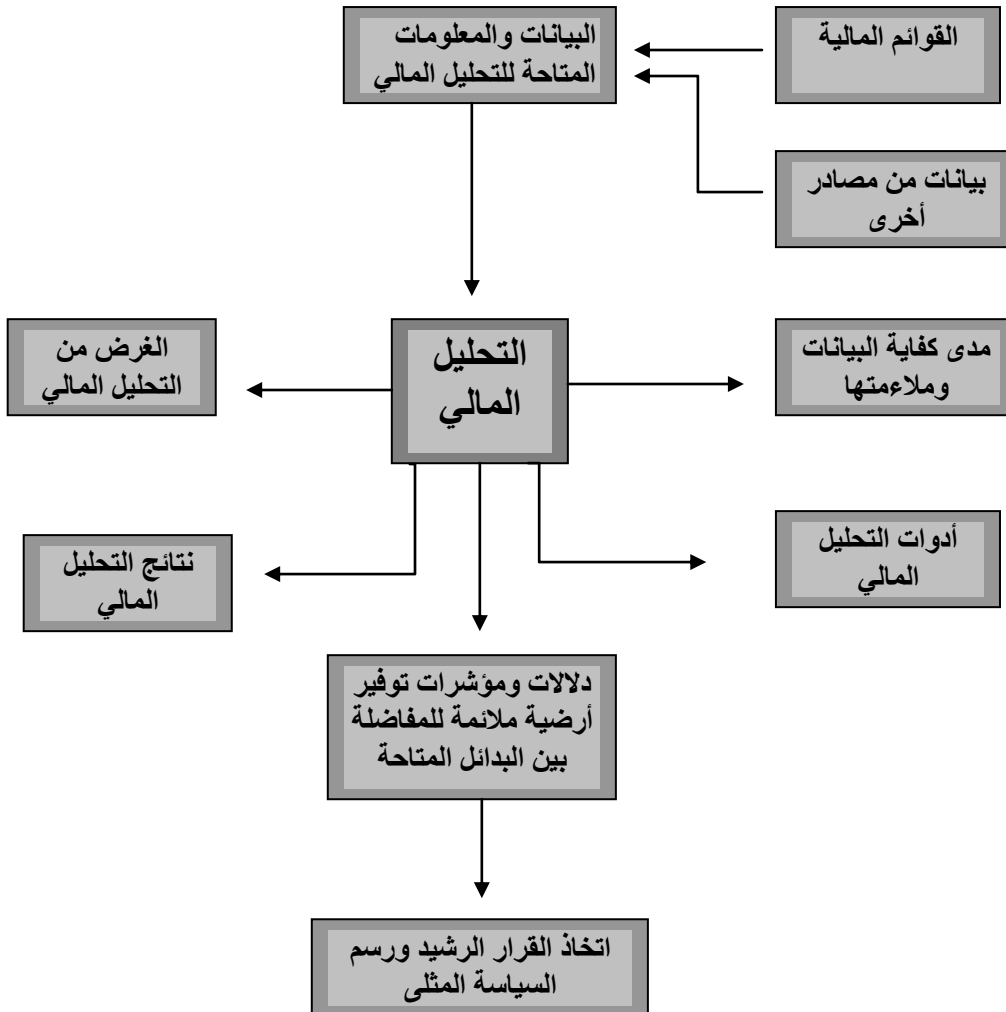 القوائم المالية
البيانات والمعلومات
المتاحة للتحليل المالي
بيانات من مصادر
أخرى
مدى كفاية البيانات
وملاءمتها
التحليل
المالي
الغرض من
التحليل المالي
أدوات التحليل
المالي
نتائج التحليل
المالي
دلالات ومؤشرات توفير
أرضية ملائمة للمفاضلة
بين البدائل المتاحة
اتخاذ القرار الرشيد ورسم
السياسة المثلى